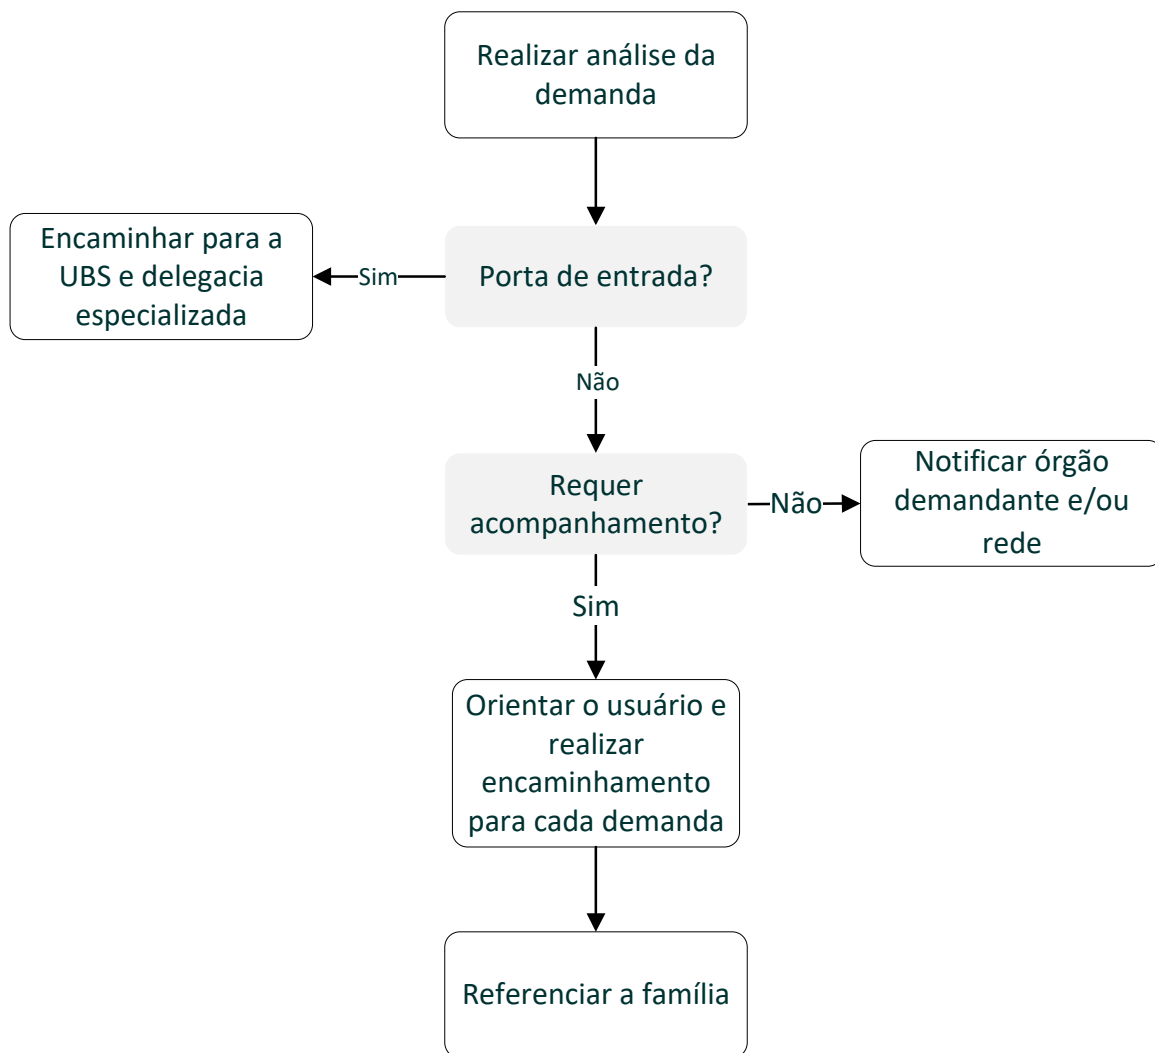 Realizar análise da
demanda
Encaminhar para a
UBS e delegacia
especializada
Sim
Porta de entrada?
Não
Requer
acompanhamento?
Não
Notificar órgão
demandante e/ou
rede
Sim
Orientar o usuário e
realizar
encaminhamento
para cada demanda
Referenciar a família